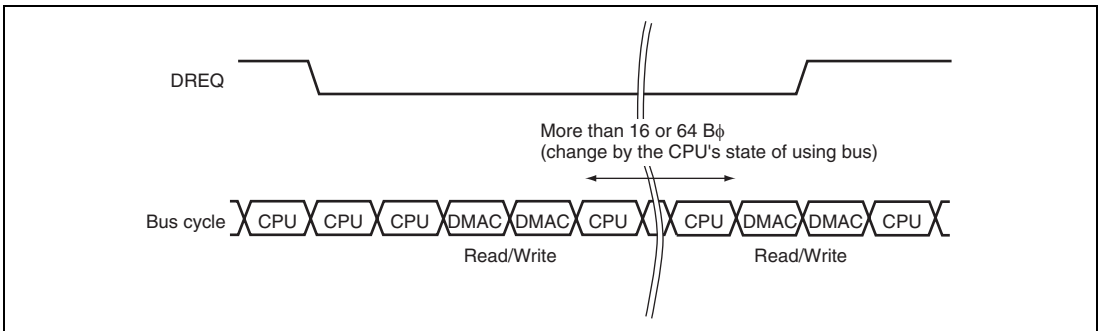 DREQ
More than 16 or 64 Bϕ
(change by the CPU's state of using bus)
Bus cycle CPU CPU CPU DMAC DMAC CPU CPU DMAC DMAC CPU
Read/Write Read/Write